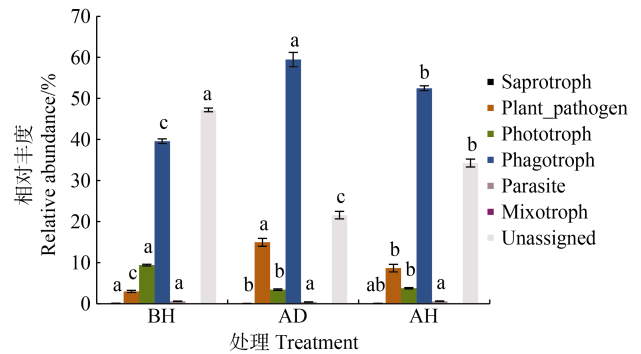 70
60
50
40
30
20
10
0
相对丰度
Relative abundance/%
a c a c a a
b a b a a c
ab b b b a b
BH AD AH
处理 Treatment
Saprotroph
Plant_pathogen
Phototroph
Phagotroph
Parasite
Mixotroph
Unassigned